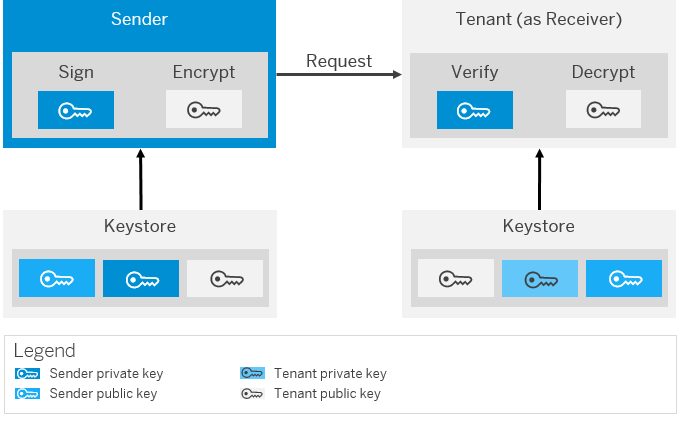 Sender
Sign
Encrypt
Request
Tenant (as Receiver)
Verify
Decrypt
Keystore
Keystore
Legend
Sender private key
Sender public key
Tenant private key
Tenant public key